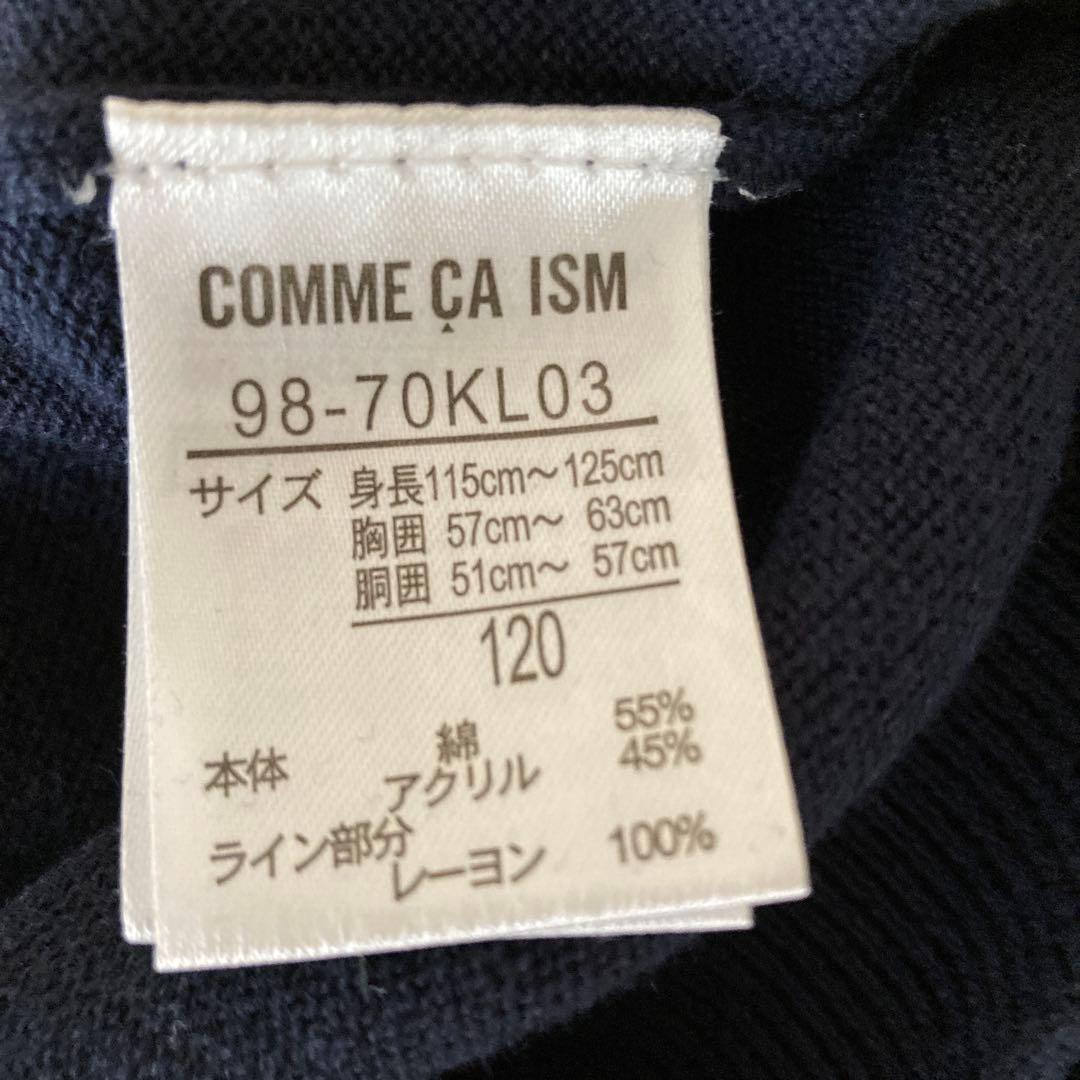 COMME ÇA ISM
98-70KL03
サイズ 身長115cm～125cm
胸囲 57cm～ 63cm
胴囲 51cm～ 57cm
120
本体 綿 55%
アクリル 45%
ライン部分
レーヨン 100%